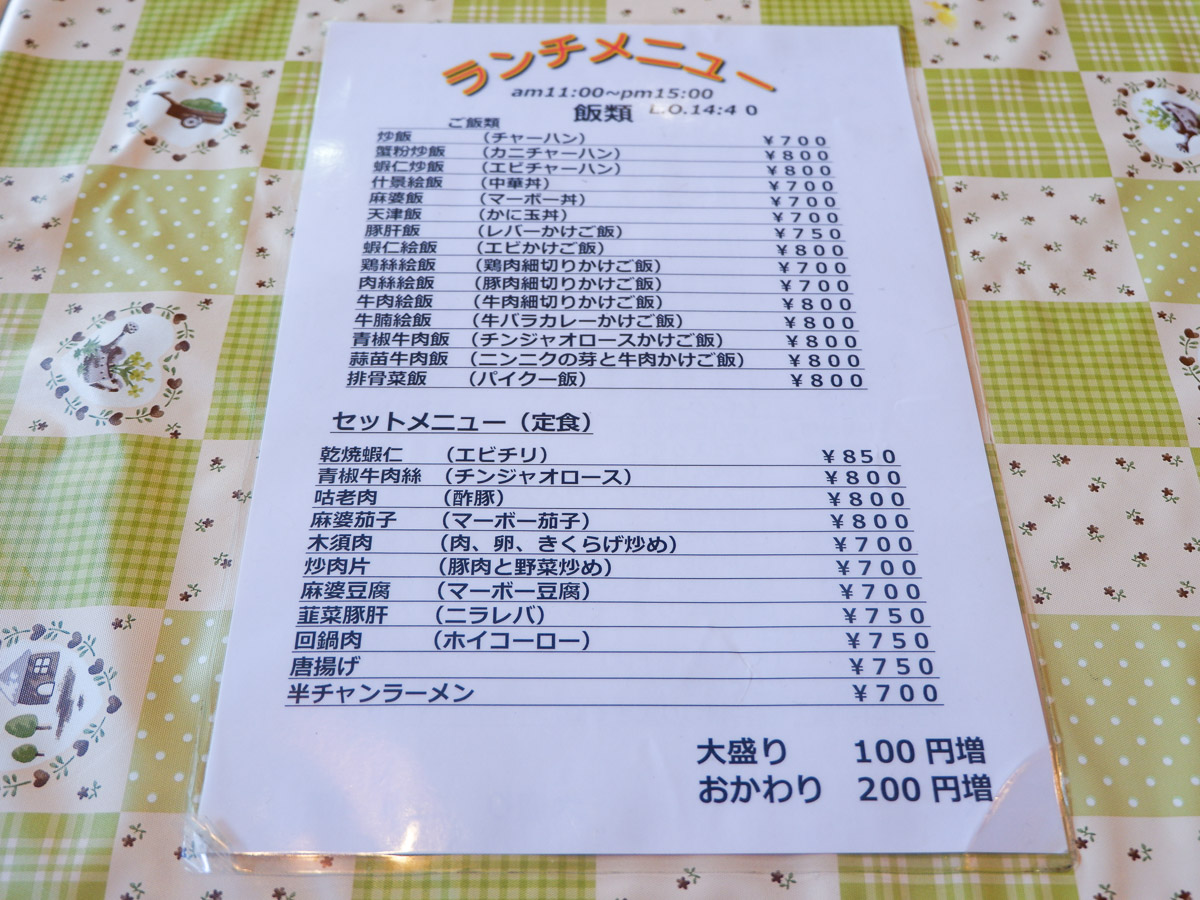 ランチメニュー
am11:00~pm15:00
飯類 L.O.14:40
ご飯類
炒飯 (チャーハン) ¥700
蟹粉炒飯 (カニチャーハン) ¥800
蝦仁炒飯 (エビチャーハン) ¥800
什景絵飯 (中華丼) ¥700
麻婆飯 (マーボー丼) ¥700
天津飯 (かに玉丼) ¥700
豚肝飯 (レバーかけご飯) ¥750
蝦仁絵飯 (エビかけご飯) ¥800
鶏絲絵飯 (鶏肉細切りかけご飯) ¥700
肉絲絵飯 (豚肉細切りかけご飯) ¥700
牛肉絵飯 (牛肉細切りかけご飯) ¥800
牛腩絵飯 (牛バラカレーかけご飯) ¥800
青椒牛肉飯 (チンジャオロースかけご飯) ¥800
蒜苗牛肉飯 (ニンニクの芽と牛肉かけご飯) ¥800
排骨菜飯 (パイクー飯) ¥800
セットメニュー(定食)
乾焼蝦仁 (エビチリ) ¥850
青椒牛肉絲 (チンジャオロース) ¥800
咕老肉 (酢豚) ¥800
麻婆茄子 (マーボー茄子) ¥800
木須肉 (肉、卵、きくらげ炒め) ¥700
炒肉片 (豚肉と野菜炒め) ¥700
麻婆豆腐 (マーボー豆腐) ¥700
韮菜豚肝 (ニラレバ) ¥750
回鍋肉 (ホイコーロー) ¥750
唐揚げ ¥750
半チャンラーメン ¥700
大盛り 100円増
おかわり 200円増